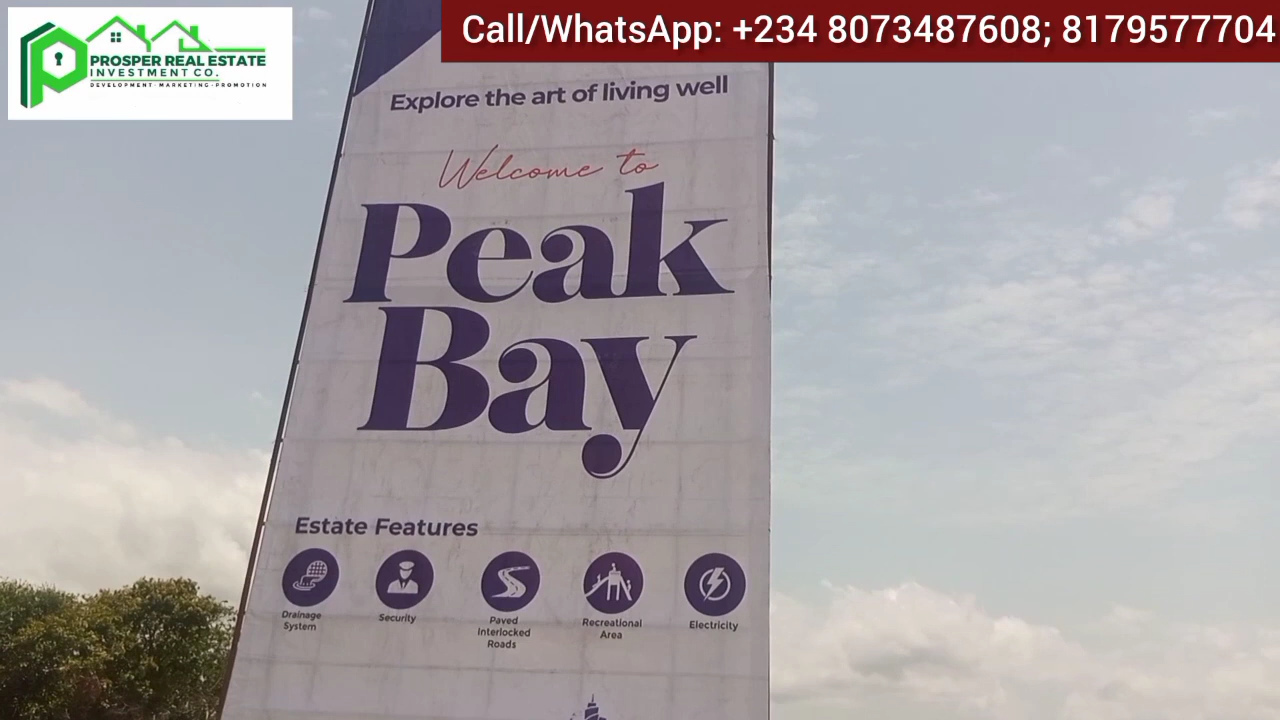 PROSPER REAL ESTATE
INVESTMENT CO.
DEVELOPMENT-MARKETING-PROMOTION
Call/WhatsApp: +234 8073487608; 8179577704
Explore the art of living well
Welcome to
Peak
Bay
Estate Features
Drainage
System
Security
Paved
Interlocked
Roads
Recreational
Area
Electricity